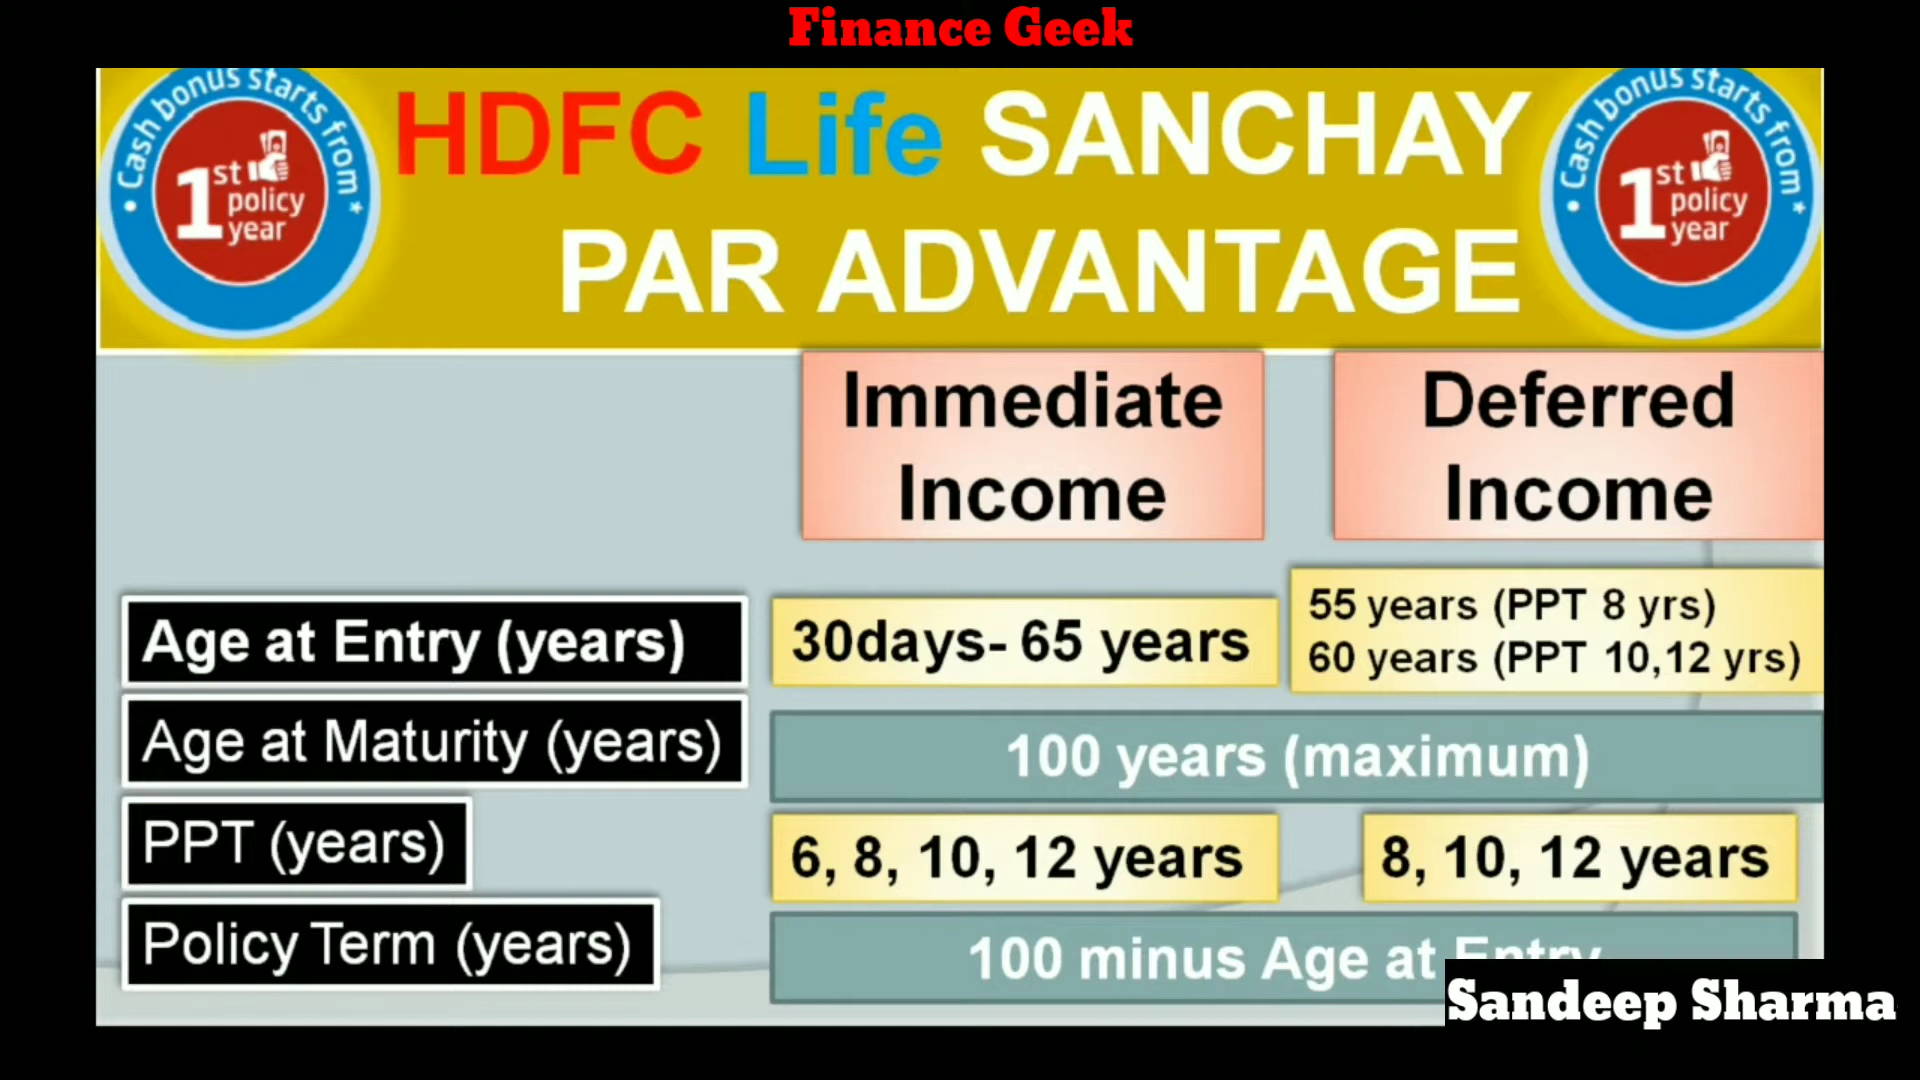 Finance Geek
Cash bonus starts from
1st
policy
year
HDFC Life SANCHAY
PAR ADVANTAGE
Cash bonus starts from
1st
policy
year
Immediate
Income
Deferred
Income
Age at Entry (years)
30days- 65 years
55 years (PPT 8 yrs)
60 years (PPT 10,12 yrs)
Age at Maturity (years)
100 years (maximum)
PPT (years)
6, 8, 10, 12 years
8, 10, 12 years
Policy Term (years)
100 minus Age at Entry
Sandeep Sharma